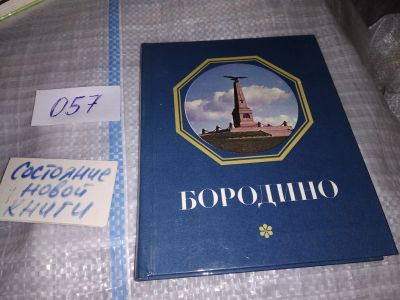 057
Состояние
новой
книги
БОРОДИНО